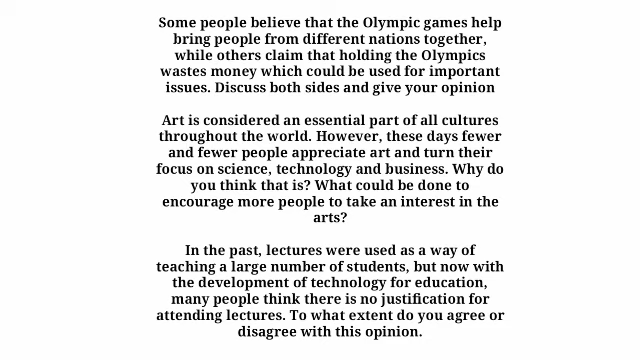 Some people believe that the Olympic games help
bring people from different nations together,
while others claim that holding the Olympics
wastes money which could be used for important
issues. Discuss both sides and give your opinion
Art is considered an essential part of all cultures
throughout the world. However, these days fewer
and fewer people appreciate art and turn their
focus on science, technology and business. Why do
you think that is? What could be done to
encourage more people to take an interest in the
arts?
In the past, lectures were used as a way of
teaching a large number of students, but now with
the development of technology for education,
many people think there is no justification for
attending lectures. To what extent do you agree or
disagree with this opinion.